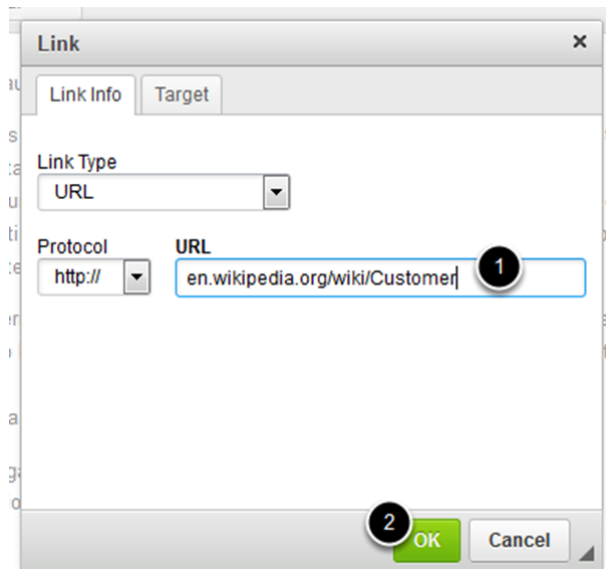 Link ×
Link Info Target
Link Type
URL
Protocol URL
http:// en.wikipedia.org/wiki/Customer 1
2 OK Cancel